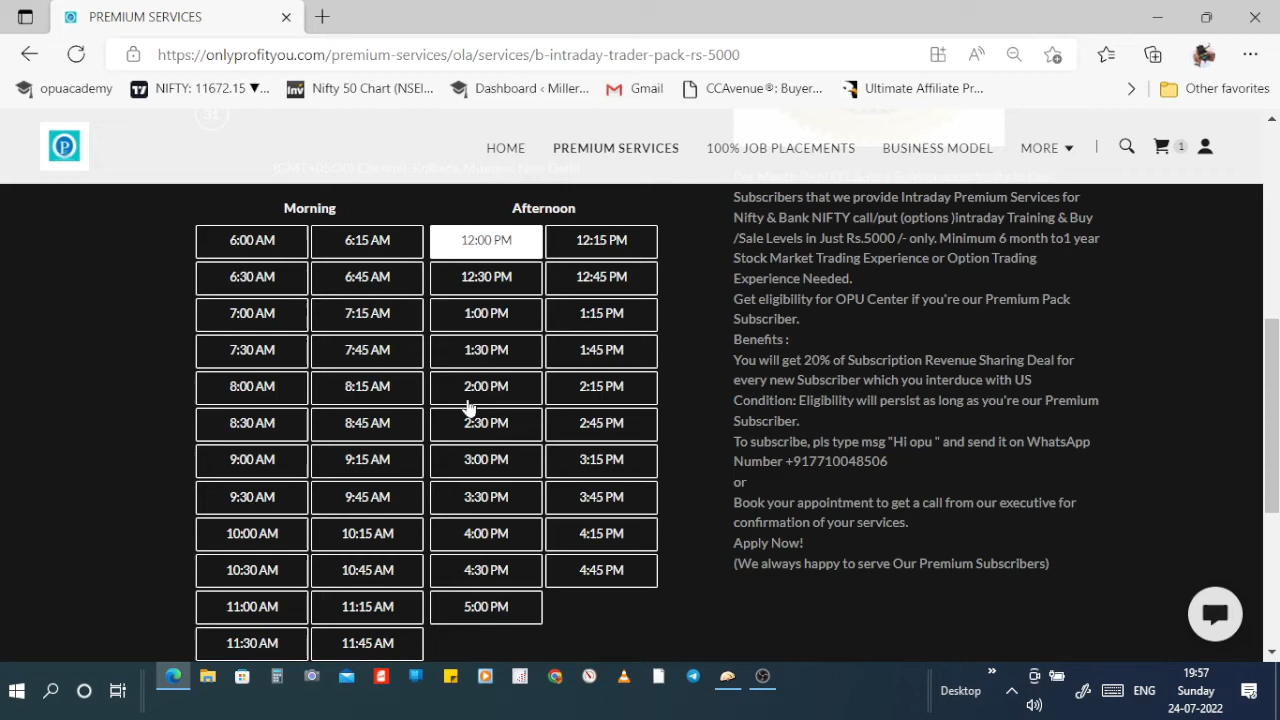 PREMIUM SERVICES
https://onlyprofityou.com/premium-services/ola/services/b-intraday-trader-pack-rs-5000
opuacademy
NIFTY: 11672.15 ▼...
Nifty 50 Chart (NSEI...
Dashboard ‹ Miller...
Gmail
CCAvenue®: Buyer...
Ultimate Affiliate Pr...
Other favorites
31
HOME
PREMIUM SERVICES
100% JOB PLACEMENTS
BUSINESS MODEL
MORE
1
Morning
Afternoon
6:00 AM 6:15 AM 12:00 PM 12:15 PM
6:30 AM 6:45 AM 12:30 PM 12:45 PM
7:00 AM 7:15 AM 1:00 PM 1:15 PM
7:30 AM 7:45 AM 1:30 PM 1:45 PM
8:00 AM 8:15 AM 2:00 PM 2:15 PM
8:30 AM 8:45 AM 2:30 PM 2:45 PM
9:00 AM 9:15 AM 3:00 PM 3:15 PM
9:30 AM 9:45 AM 3:30 PM 3:45 PM
10:00 AM 10:15 AM 4:00 PM 4:15 PM
10:30 AM 10:45 AM 4:30 PM 4:45 PM
11:00 AM 11:15 AM 5:00 PM
11:30 AM 11:45 AM
Subscribers that we provide Intraday Premium Services for
Nifty & Bank NIFTY call/put (options )intraday Training & Buy
/Sale Levels in Just Rs.5000 /- only. Minimum 6 month to1 year
Stock Market Trading Experience or Option Trading
Experience Needed.
Get eligibility for OPU Center if you're our Premium Pack
Subscriber.
Benefits :
You will get 20% of Subscription Revenue Sharing Deal for
every new Subscriber which you interduce with US
Condition: Eligibility will persist as long as you're our Premium
Subscriber.
To subscribe, pls type msg "Hi opu " and send it on WhatsApp
Number +917710048506
or
Book your appointment to get a call from our executive for
confirmation of your services.
Apply Now!
(We always happy to serve Our Premium Subscribers)
Desktop
ENG
19:57
Sunday
24-07-2022